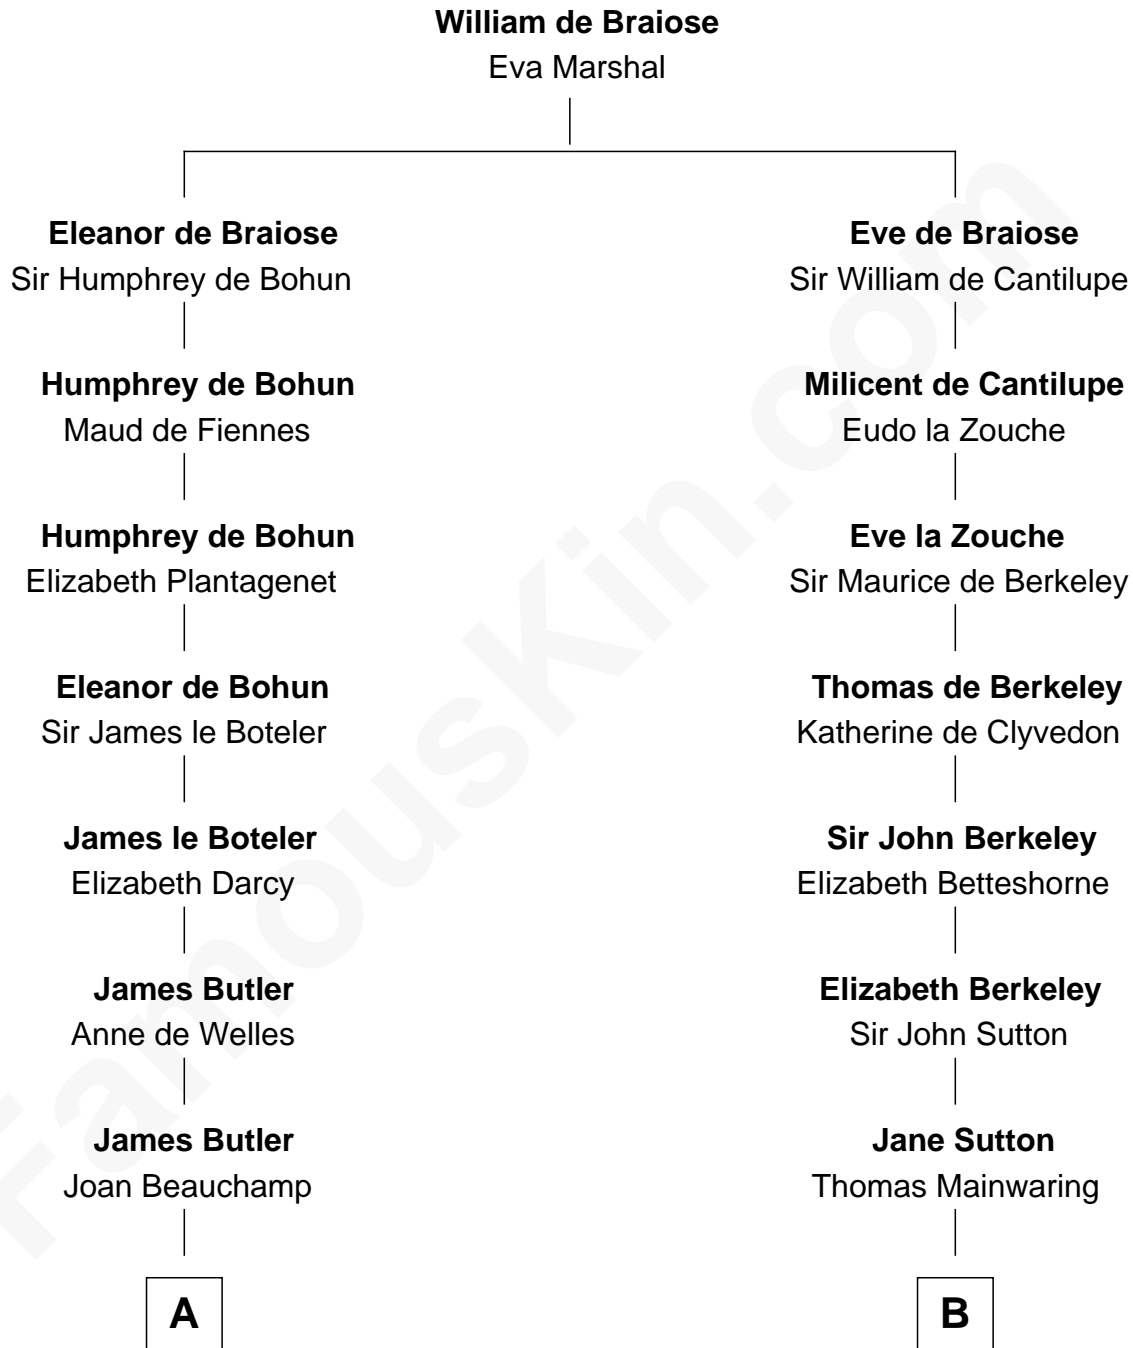 William de Braiose
Eva Marshal
Eleanor de Braiose
Sir Humphrey de Bohun
Eve de Braiose
Sir William de Cantilupe
Humphrey de Bohun
Maud de Fiennes
Milicent de Cantilupe
Eudo la Zouche
Humphrey de Bohun
Elizabeth Plantagenet
Eve la Zouche
Sir Maurice de Berkeley
Eleanor de Bohun
Sir James le Boteler
Thomas de Berkeley
Katherine de Clyvedon
James le Boteler
Elizabeth Darcy
Sir John Berkeley
Elizabeth Betteshorne
James Butler
Anne de Welles
Elizabeth Berkeley
Sir John Sutton
James Butler
Joan Beauchamp
Jane Sutton
Thomas Mainwaring
A
B
FamousKin.com